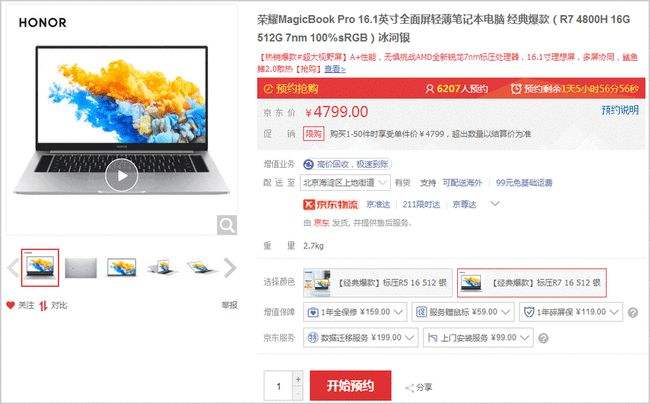 HONOR
荣耀MagicBook Pro 16.1英寸全面屏轻薄笔记本电脑 经典爆款（R7 4800H 16G
512G 7nm 100%sRGB）冰河银
【热销爆款#超大视野屏】A+性能，无惧挑战AMD全新锐龙7nm标压处理器，16.1寸理想屏，多屏协同，鲨鱼
鳍2.0散热【抢购】查看>
预约抢购 6207人预约 预约剩余1天5小时56分56秒
京东价 ￥4799.00 预约说明
促销 限购 购买1-50件时享受单件价￥4799，超出数量以结算价为准
增值业务 高价回收，极速到账
配送至 北京海淀区上地街道 有货 支持 可配送海外 99元免基础运费
京东物流 京准达 211限时达 京尊达
由 京东 发货, 并提供售后服务.
重量 2.7kg
选择颜色 【经典爆款】标压R5 16 512 银 【经典爆款】标压R7 16 512 银
关注 对比 举报
增值保障 1年全保修 ￥159.00 服务赠鼠标 ￥59.00 1年碎屏保 ￥119.00
京东服务 特 数据迁移服务 ￥199.00 上门安装服务 ￥99.00
1 + - 开始预约 分享